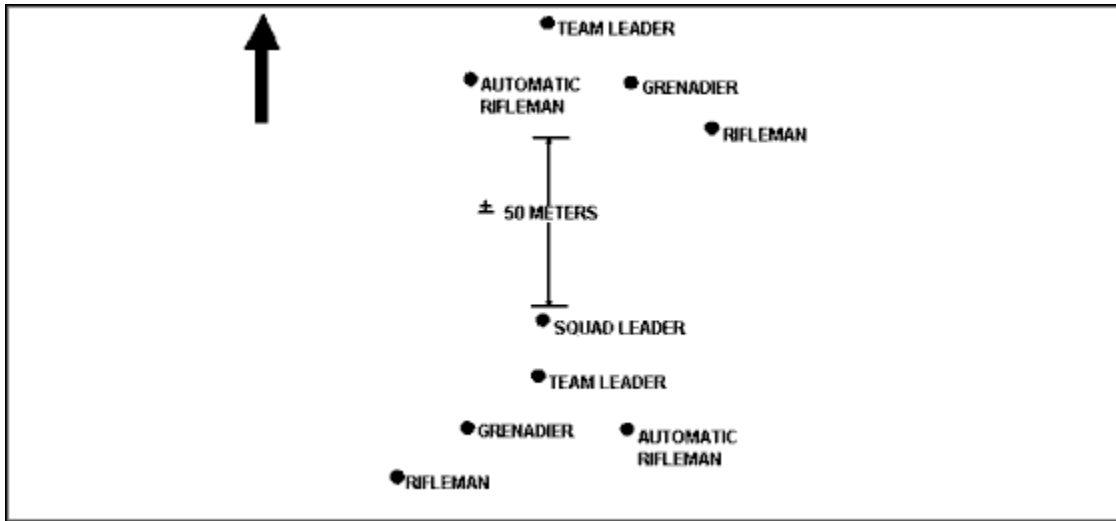 TEAM LEADER
AUTOMATIC
RIFLEMAN
GRENADIER
RIFLEMAN
± 50 METERS
SQUAD LEADER
TEAM LEADER
GRENADIER
AUTOMATIC
RIFLEMAN
RIFLEMAN